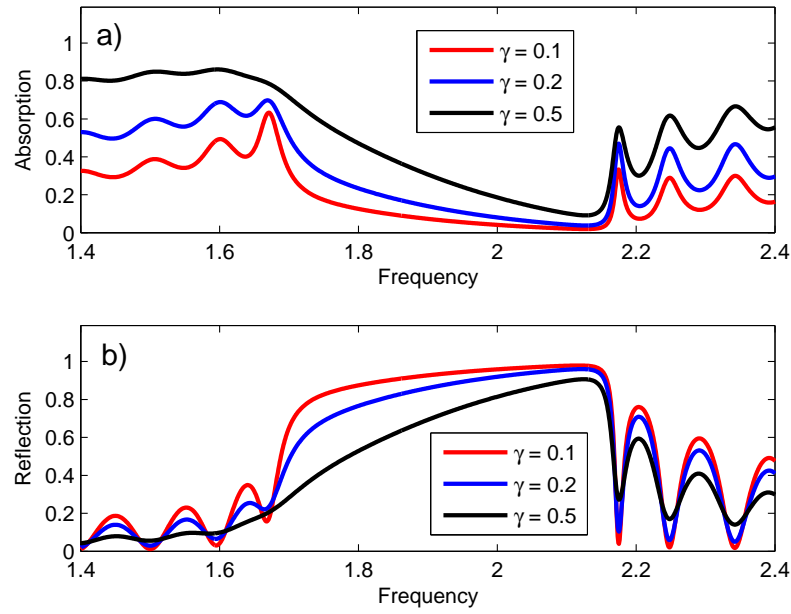 a)
Absorption
1
0.8
0.6
0.4
0.2
0
γ = 0.1
γ = 0.2
γ = 0.5
1.4 1.6 1.8 2 2.2 2.4
Frequency
b)
Reflection
1
0.8
0.6
0.4
0.2
0
γ = 0.1
γ = 0.2
γ = 0.5
1.4 1.6 1.8 2 2.2 2.4
Frequency